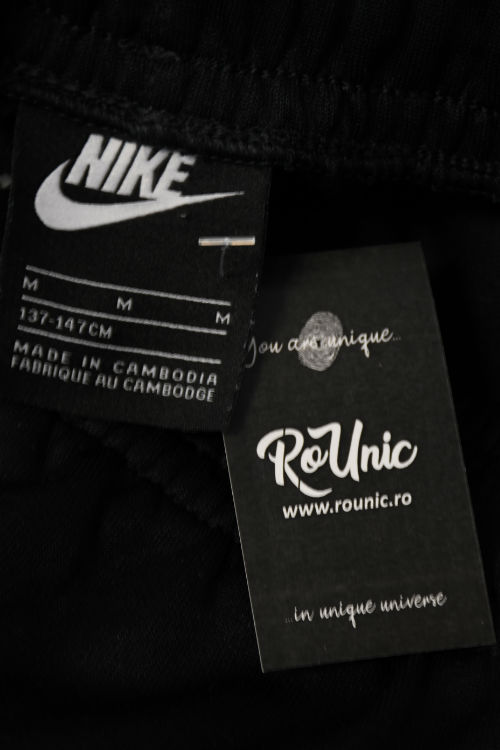 NIKE
M M M
137-147CM
MADE IN CAMBODIA
FABRIQUE AU CAMBODGE
You are unique...
RoUnic
www.rounic.ro
...in unique universe